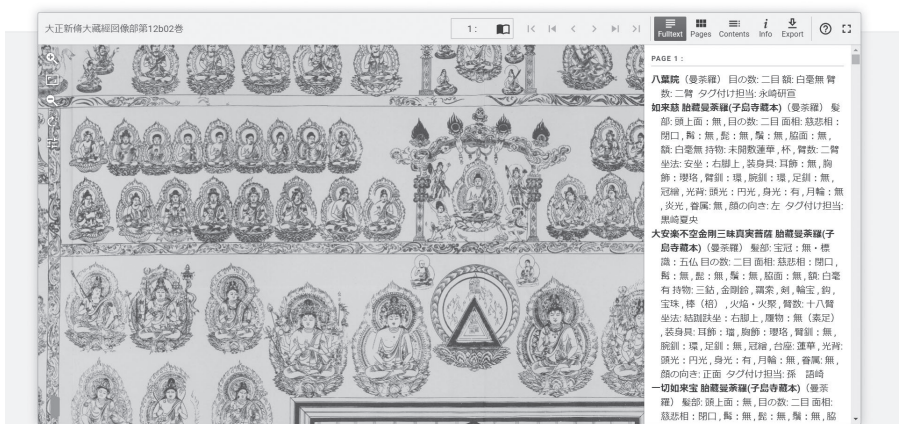 大正新脩大藏經図像部第12b02巻
1 :
Fulltext
Pages
Contents
Info
Export
PAGE 1 :
八葉院（曼荼羅） 目の数: 二目 額: 白毫無 臂
数: 二臂 タグ付け担当: 永崎研宣
如来慈 胎蔵曼荼羅(子島寺蔵本)（曼荼羅） 髪
部: 頭上面：無 , 目の数: 二目 面相: 慈悲相：
閉口 , 髯：無 , 髭：無 , 鬚：無 , 脇面：無 ,
額: 白毫無 持物: 未開敷蓮華 , 杯 , 臂数: 二臂
坐法: 安坐：右脚上 , 装身具: 耳飾：無 , 胸
飾：瓔珞 , 臂釧：環 , 腕釧：環 , 足釧：無 ,
冠繒 , 光背: 頭光：円光 , 身光：有 , 月輪：無
, 炎光 , 眷属: 無 , 顔の向き: 左 タグ付け担当:
黒崎夏央
大安楽不空金剛三昧真実菩薩 胎蔵曼荼羅(子
島寺蔵本)（曼荼羅） 髪部: 宝冠：無・標
識：五仏 目の数: 二目 面相: 慈悲相：閉口 ,
髯：無 , 髭：無 , 鬚：無 , 脇面：無 , 額: 白毫
有 持物: 三鈷 , 金剛鈴 , 羂索 , 剣 , 輪宝 , 鉤 ,
宝珠 , 棒（棓） , 火焔・火聚 , 臂数: 十八臂
坐法: 結跏趺坐：右脚上 , 履物：無（素足）
, 装身具: 耳飾：璫 , 胸飾：瓔珞 , 臂釧：無 ,
腕釧：環 , 足釧：無 , 冠繒 , 台座: 蓮華 , 光背:
頭光：円光 , 身光：有 , 月輪：無 , 眷属: 無 ,
顔の向き: 正面 タグ付け担当: 孫 語崎
一切如来宝 胎蔵曼荼羅(子島寺蔵本)（曼荼
羅） 髪部: 頭上面：無 , 目の数: 二目 面相:
慈悲相：閉口 , 髯：無 , 髭：無 , 鬚：無 , 脇